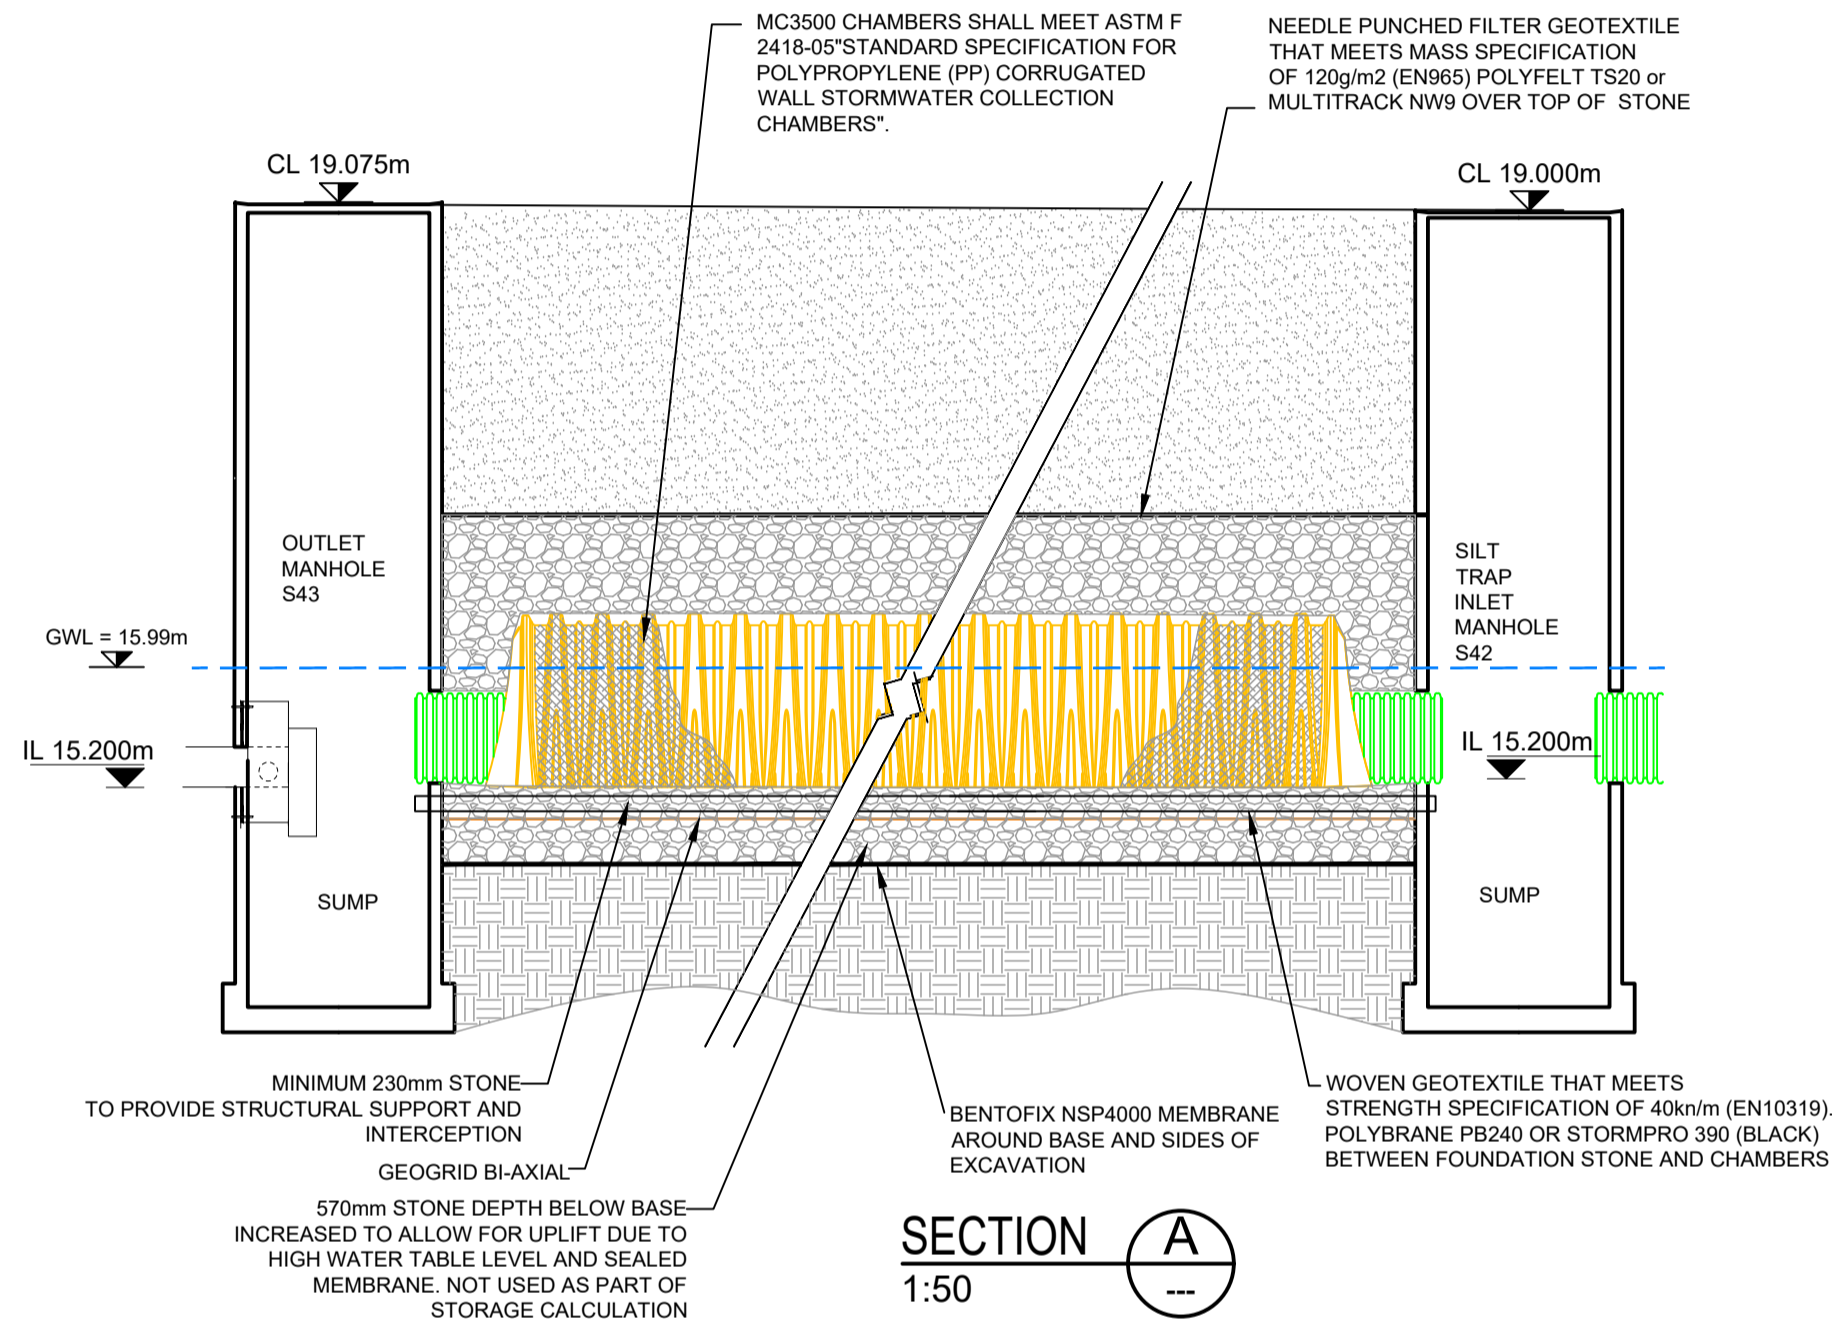 MC3500 CHAMBERS SHALL MEET ASTM F
2418-05"STANDARD SPECIFICATION FOR
POLYPROPYLENE (PP) CORRUGATED
WALL STORMWATER COLLECTION
CHAMBERS".
NEEDLE PUNCHED FILTER GEOTEXTILE
THAT MEETS MASS SPECIFICATION
OF 120g/m2 (EN965) POLYFELT TS20 or
MULTITRACK NW9 OVER TOP OF STONE
CL 19.075m
CL 19.000m
OUTLET
MANHOLE
S43
SILT
TRAP
INLET
MANHOLE
S42
GWL = 15.99m
IL 15.200m
IL 15.200m
SUMP
SUMP
MINIMUM 230mm STONE
TO PROVIDE STRUCTURAL SUPPORT AND
INTERCEPTION
GEOGRID BI-AXIAL
570mm STONE DEPTH BELOW BASE
INCREASED TO ALLOW FOR UPLIFT DUE TO
HIGH WATER TABLE LEVEL AND SEALED
MEMBRANE. NOT USED AS PART OF
STORAGE CALCULATION
BENTOFIX NSP4000 MEMBRANE
AROUND BASE AND SIDES OF
EXCAVATION
WOVEN GEOTEXTILE THAT MEETS
STRENGTH SPECIFICATION OF 40kn/m (EN10319).
POLYBRANE PB240 OR STORMPRO 390 (BLACK)
BETWEEN FOUNDATION STONE AND CHAMBERS
SECTION
1:50
A
---